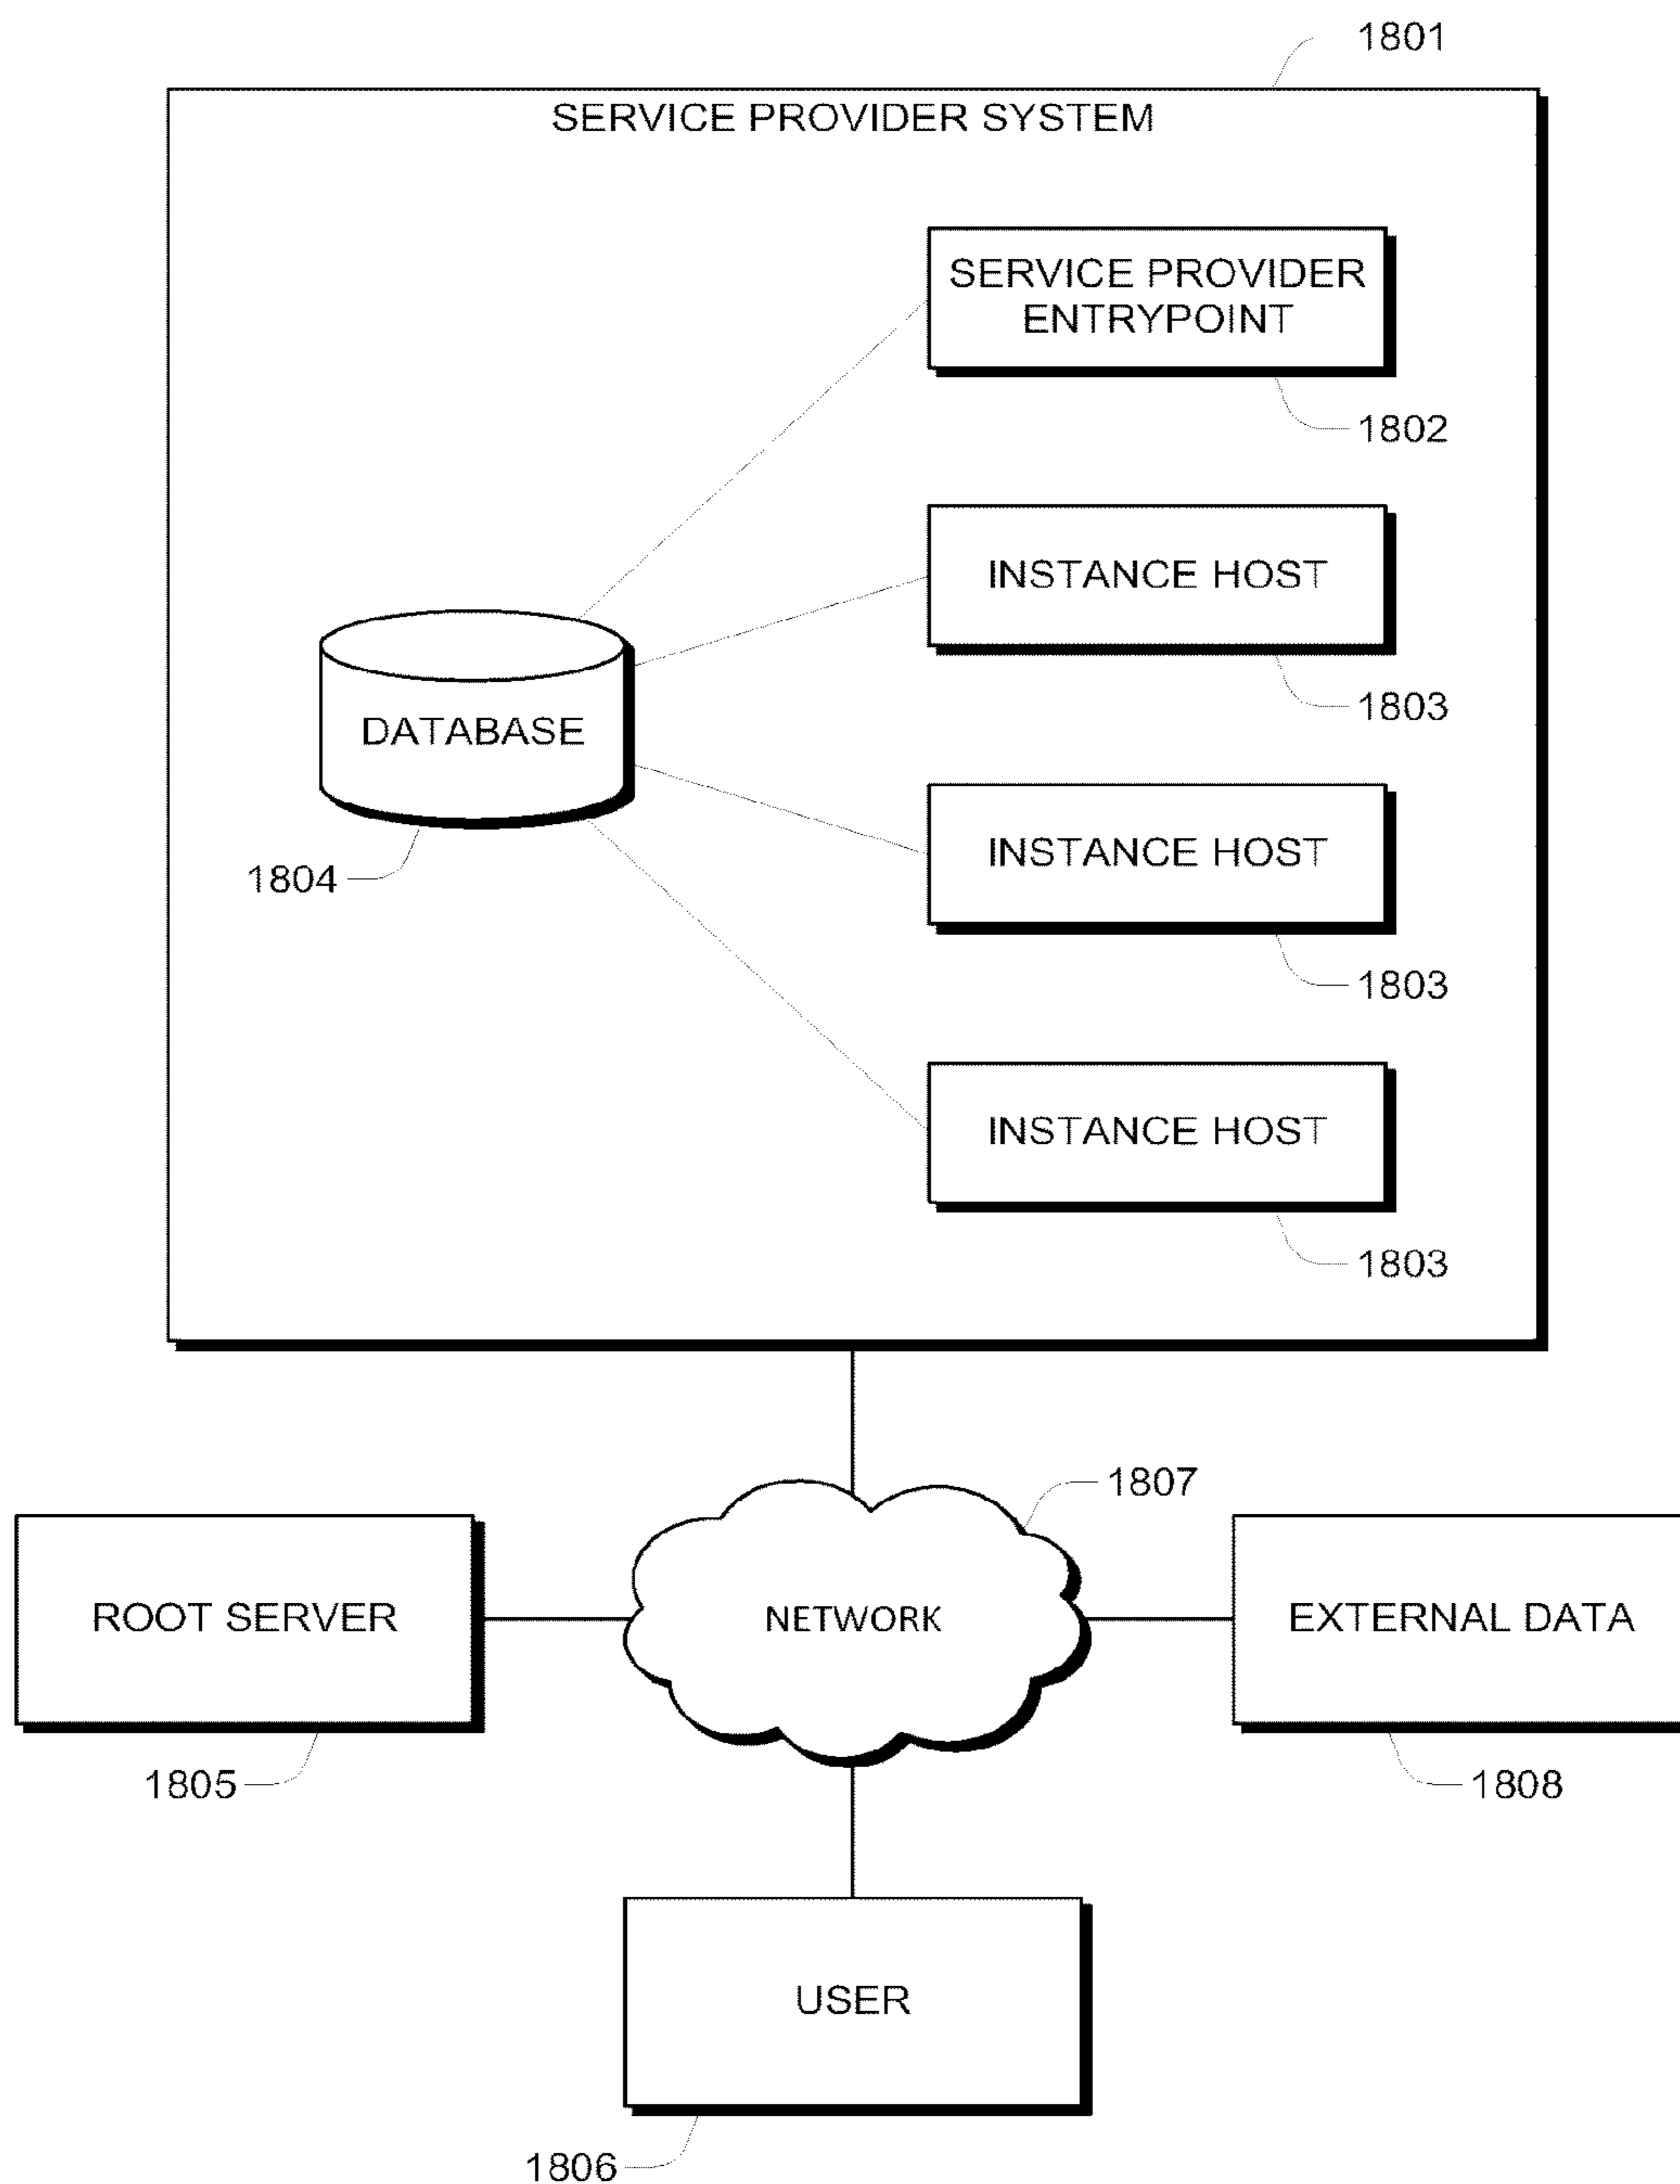 1801
SERVICE PROVIDER SYSTEM
SERVICE PROVIDER
ENTRYPOINT
1802
INSTANCE HOST
1803
DATABASE
1804
INSTANCE HOST
1803
INSTANCE HOST
1803
1807
ROOT SERVER
NETWORK
EXTERNAL DATA
1805
1808
USER
1806